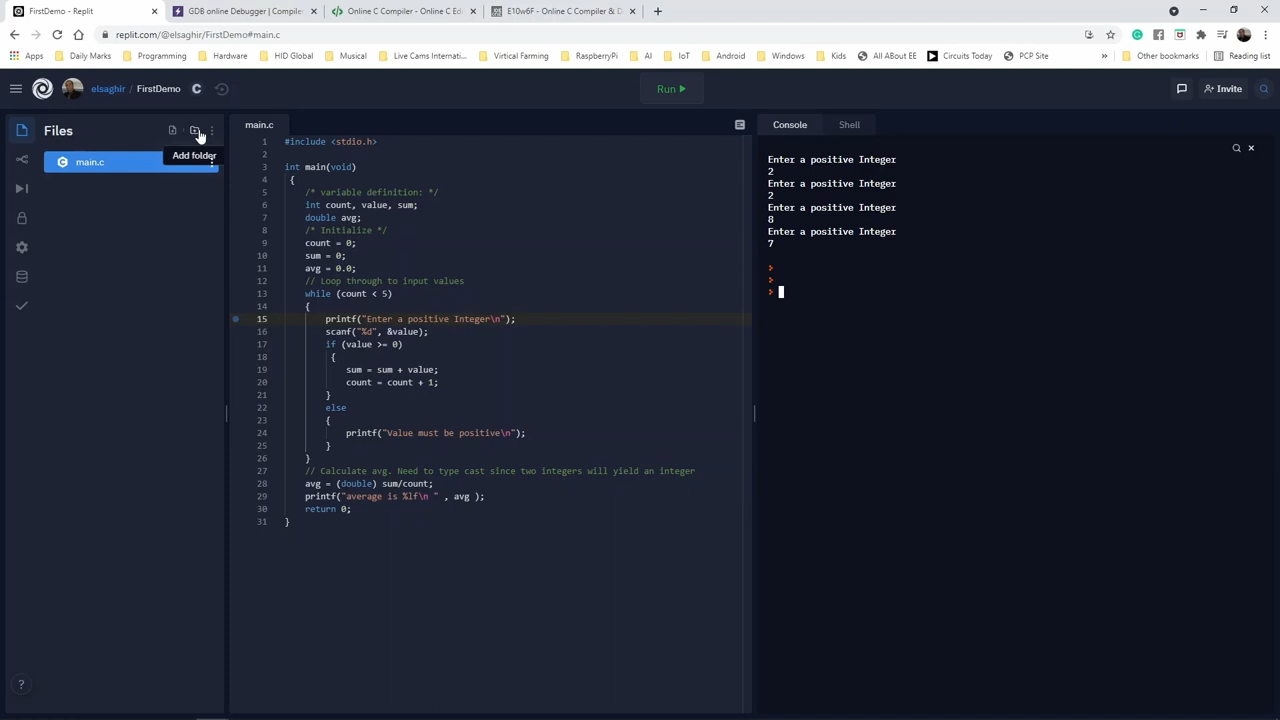 FirstDemo - Replit
GDB online Debugger | Compiler
Online C Compiler - Online C Edi
E10w6F - Online C Compiler & D
replit.com/@elsaghir/FirstDemo#main.c
Apps
Daily Marks
Programming
Hardware
HID Global
Musical
Live Cams Internati...
Virtical Farming
RaspberryPi
AI
IoT
Android
Windows
Kids
All ABout EE
Circuits Today
PCP Site
Other bookmarks
Reading list
elsaghir / FirstDemo
Run
Invite
Files
Add folder
main.c
main.c
1 #include <stdio.h>
2
3 int main(void)
4 {
5 /* variable definition: */
6 int count, value, sum;
7 double avg;
8 /* Initialize */
9 count = 0;
10 sum = 0;
11 avg = 0.0;
12 // Loop through to input values
13 while (count < 5)
14 {
15 printf("Enter a positive Integer\n");
16 scanf("%d", &value);
17 if (value >= 0)
18 {
19 sum = sum + value;
20 count = count + 1;
21 }
22 else
23 {
24 printf("Value must be positive\n");
25 }
26 }
27 // Calculate avg. Need to type cast since two integers will yield an integer
28 avg = (double) sum/count;
29 printf("average is %lf\n " , avg );
30 return 0;
31 }
Console
Shell
Enter a positive Integer
2
Enter a positive Integer
2
Enter a positive Integer
8
Enter a positive Integer
7
>
>
>
?